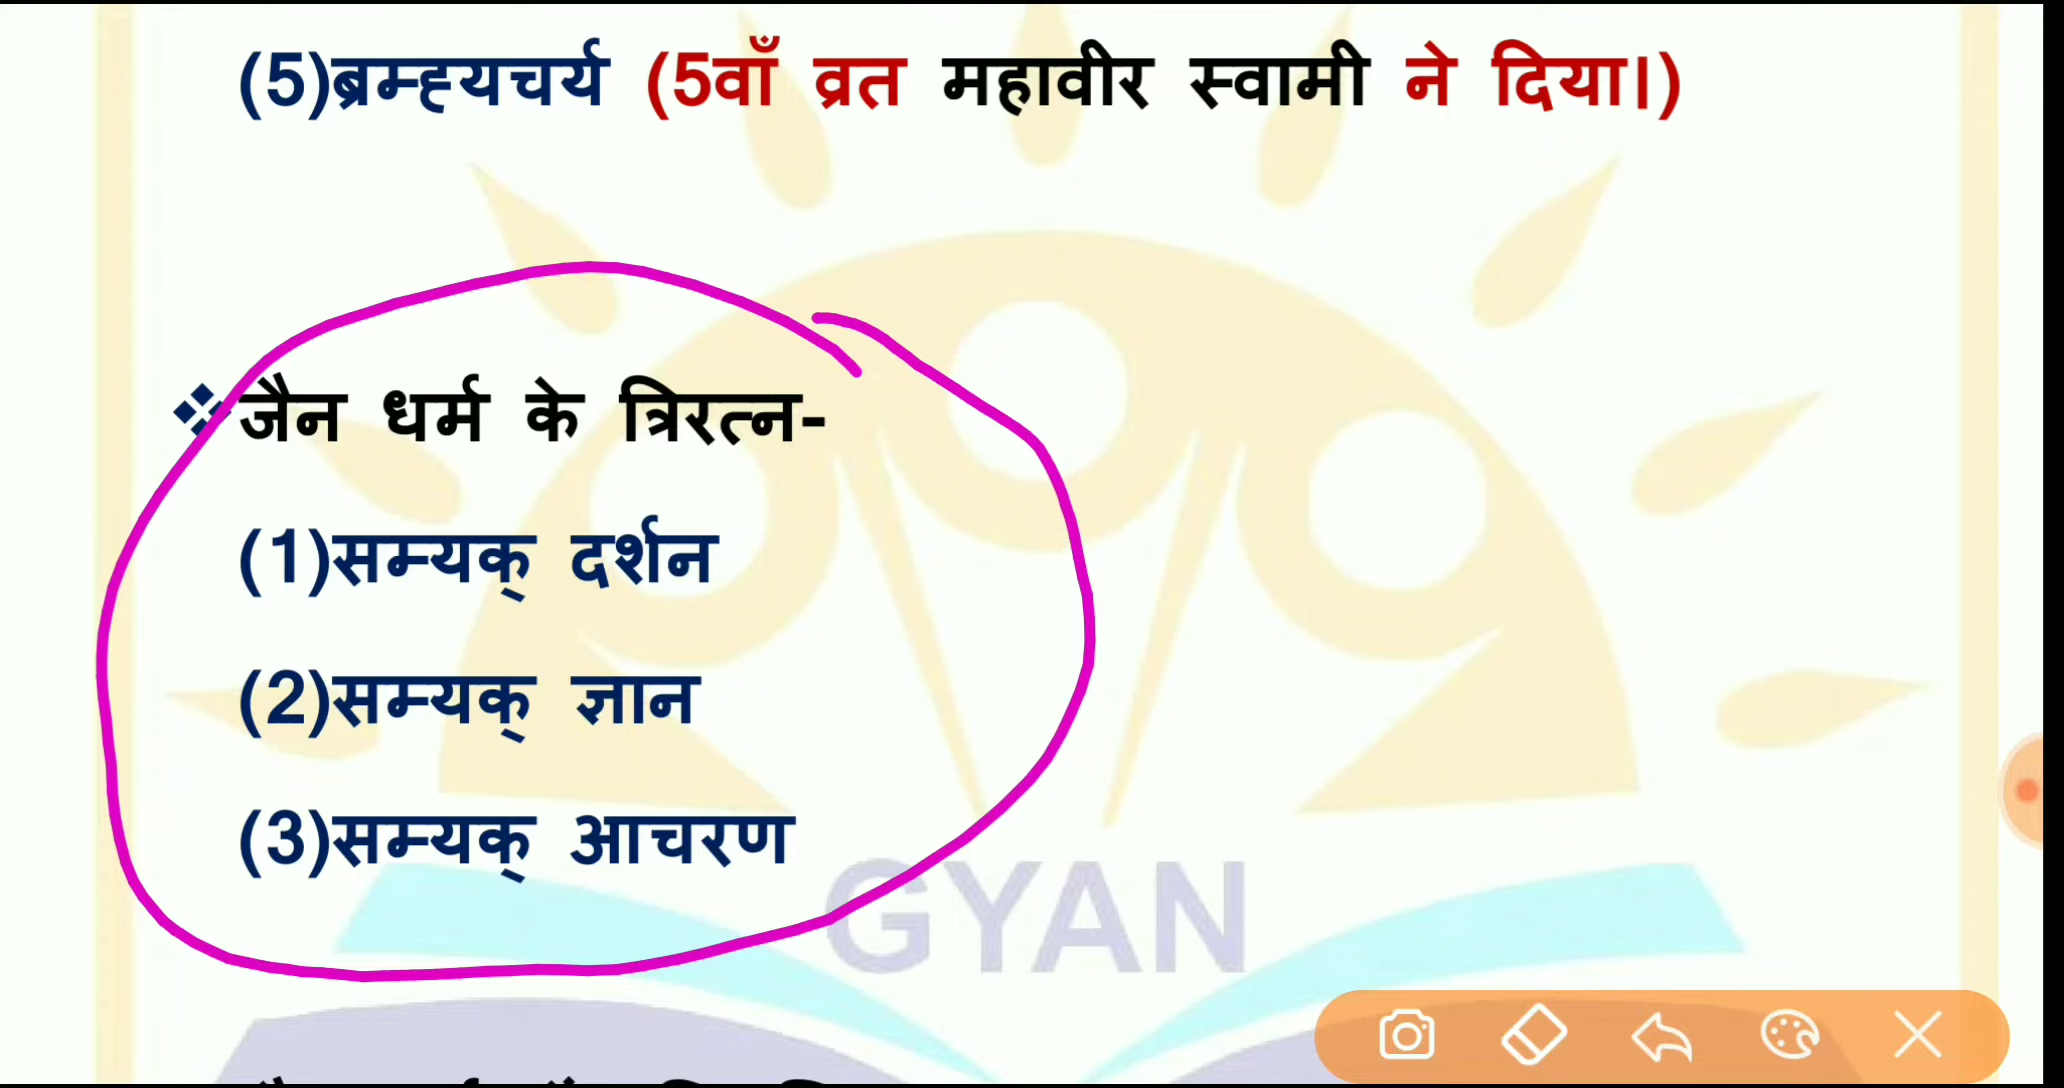 (5)ब्रम्ह्यचर्य (5वाँ व्रत महावीर स्वामी ने दिया।)
❖जैन धर्म के त्रिरत्न-
(1)सम्यक् दर्शन
(2)सम्यक् ज्ञान
(3)सम्यक् आचरण
GYAN